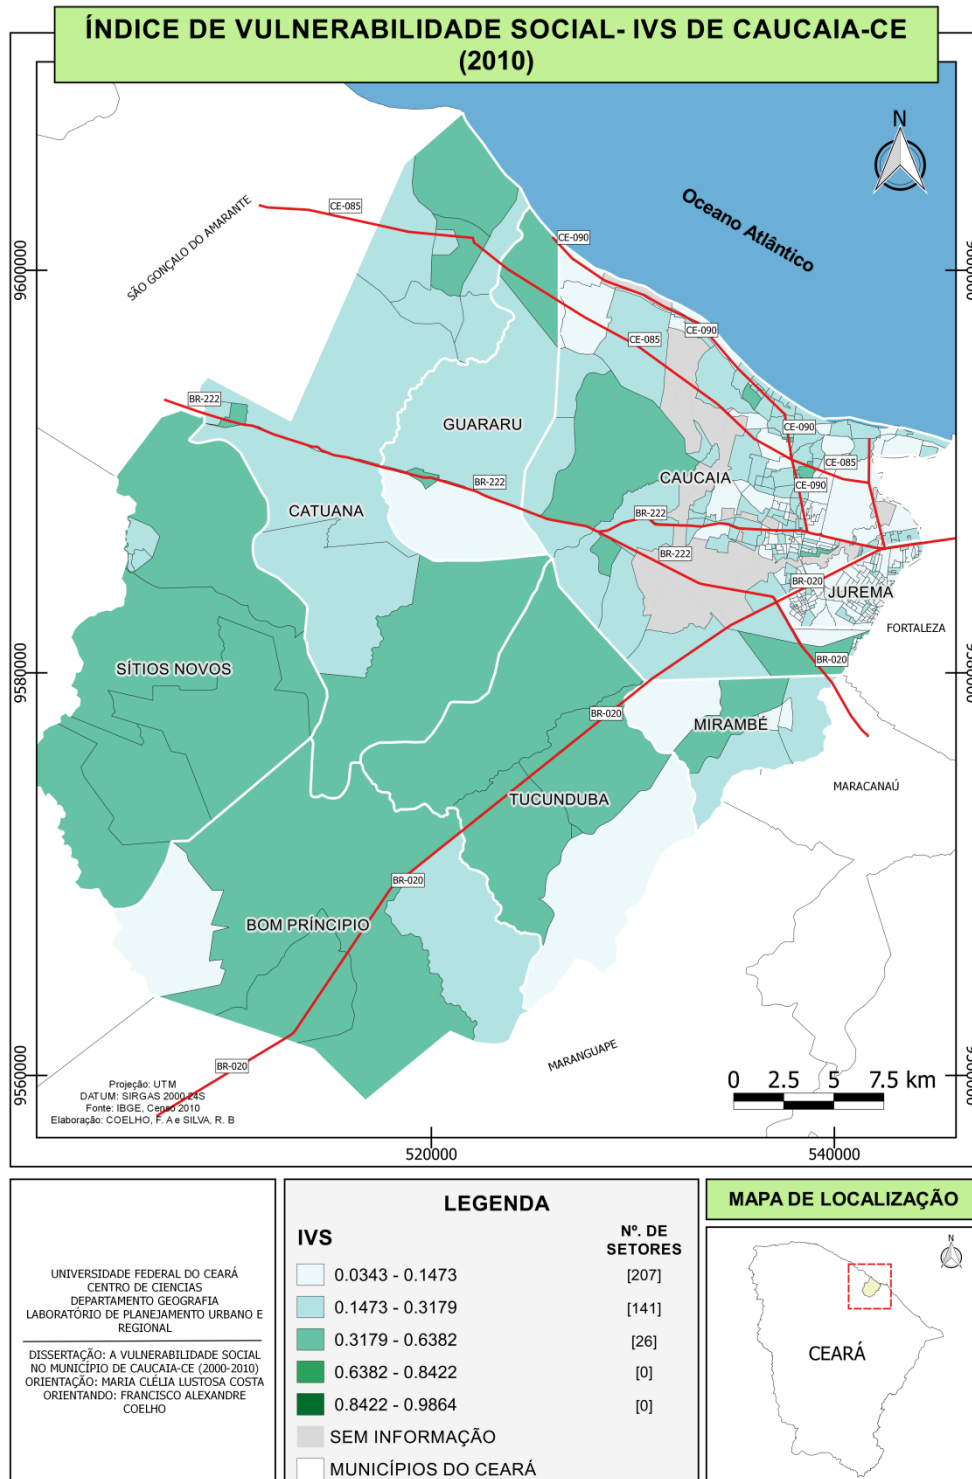 ÍNDICE DE VULNERABILIDADE SOCIAL- IVS DE CAUCAIA-CE
(2010)
N
Oceano Atlântico
SÃO GONÇALO DO AMARANTE
CE-085
CE-090
9600000
9600000
CE-090
CE-085
BR-222
GUARARU
CE-090
CE-085
CAUCAIA
CE-090
BR-222
CATUANA
BR-222
BR-222
BR-020
JUREMA
FORTALEZA
SÍTIOS NOVOS
BR-020
9580000
9580000
BR-020
MIRAMBÉ
MARACANAÚ
TUCUNDUBA
BR-020
BOM PRÍNCIPIO
MARANGUAPE
BR-020
9560000
9560000
0 2.5 5 7.5 km
Projeção: UTM
DATUM: SIRGAS 2000 24S
Fonte: IBGE, Censo 2010
Elaboração: COELHO, F. A e SILVA, R. B
520000
540000
UNIVERSIDADE FEDERAL DO CEARÁ
CENTRO DE CIENCIAS
DEPARTAMENTO GEOGRAFIA
LABORATÓRIO DE PLANEJAMENTO URBANO E
REGIONAL
DISSERTAÇÃO: A VULNERABILIDADE SOCIAL
NO MUNICÍPIO DE CAUCAIA-CE (2000-2010)
ORIENTAÇÃO: MARIA CLÉLIA LUSTOSA COSTA
ORIENTANDO: FRANCISCO ALEXANDRE
COELHO
LEGENDA
IVS
Nº. DE
SETORES
0.0343 - 0.1473 [207]
0.1473 - 0.3179 [141]
0.3179 - 0.6382 [26]
0.6382 - 0.8422 [0]
0.8422 - 0.9864 [0]
SEM INFORMAÇÃO
MUNICÍPIOS DO CEARÁ
MAPA DE LOCALIZAÇÃO
N
CEARÁ